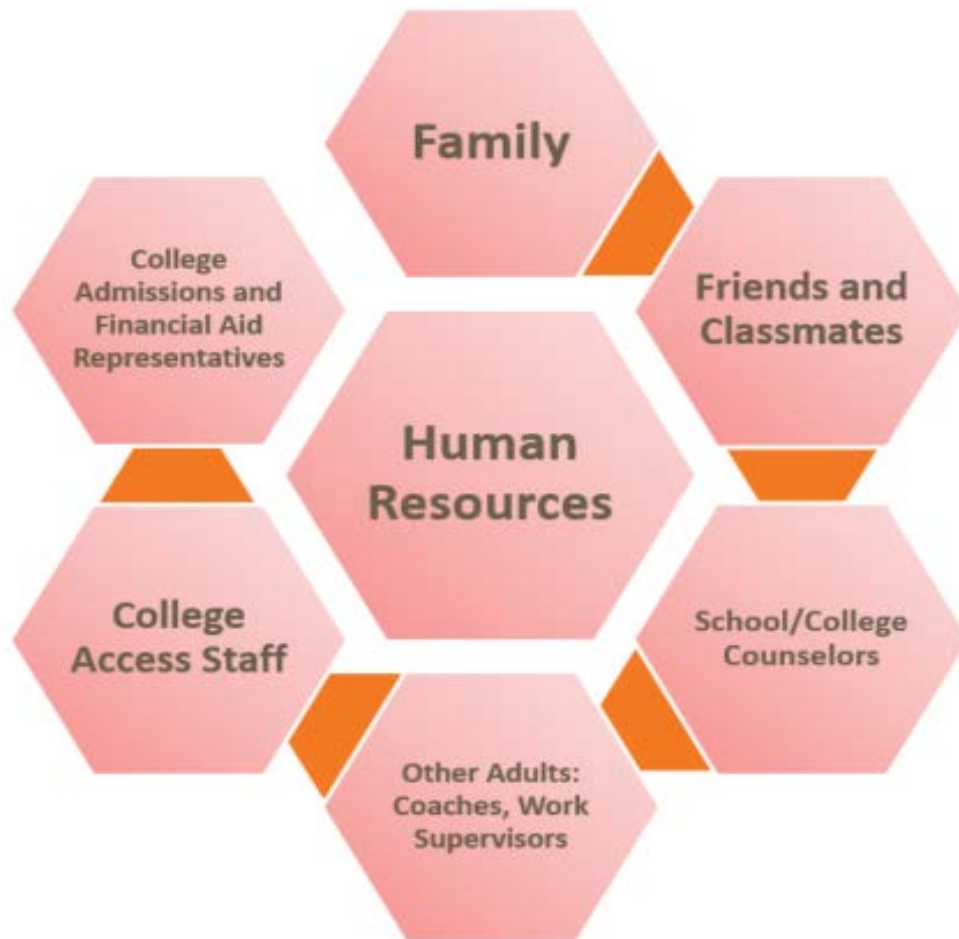 Family
Friends and
Classmates
School/College
Counselors
Other Adults:
Coaches, Work
Supervisors
College
Access Staff
College
Admissions and
Financial Aid
Representatives
Human
Resources